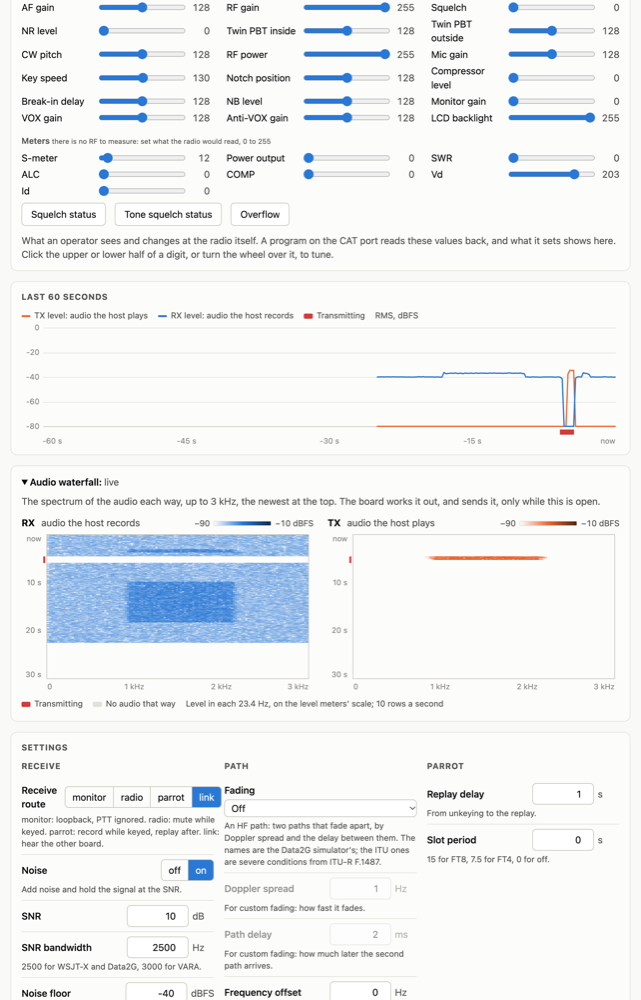 AF gain 128 RF gain 255 Squelch 0
NR level 0 Twin PBT inside 128 Twin PBT outside 128
CW pitch 128 RF power 255 Mic gain 128
Key speed 130 Notch position 128 Compressor level 0
Break-in delay 128 NB level 128 Monitor gain 0
VOX gain 128 Anti-VOX gain 128 LCD backlight 255
Meters there is no RF to measure: set what the radio would read, 0 to 255
S-meter 12 Power output 0 SWR 0
ALC 0 COMP 0 Vd 203
Id 0
Squelch status Tone squelch status Overflow
What an operator sees and changes at the radio itself. A program on the CAT port reads these values back, and what it sets shows here.
Click the upper or lower half of a digit, or turn the wheel over it, to tune.
LAST 60 SECONDS
TX level: audio the host plays RX level: audio the host records Transmitting RMS, dBFS
0
-20
-40
-60
-80
-60 s -45 s -30 s -15 s now
▼ Audio waterfall: live
The spectrum of the audio each way, up to 3 kHz, the newest at the top. The board works it out, and sends it, only while this is open.
RX audio the host records −90 −10 dBFS TX audio the host plays −90 −10 dBFS
now now
10 s 10 s
20 s 20 s
30 s 30 s
0 1 kHz 2 kHz 3 kHz 0 1 kHz 2 kHz 3 kHz
Transmitting No audio that way Level in each 23.4 Hz, on the level meters' scale; 10 rows a second
SETTINGS
RECEIVE
Receive route monitor radio parrot link
monitor: loopback, PTT ignored. radio: mute while
keyed. parrot: record while keyed, replay after. link:
hear the other board.
Noise off on
Add noise and hold the signal at the SNR.
SNR 10 dB
SNR bandwidth 2500 Hz
2500 for WSJT-X and Data2G, 3000 for VARA.
Noise floor -40 dBFS
PATH
Fading
Off
An HF path: two paths that fade apart, by
Doppler spread and the delay between them. The
names are the Data2G simulator's; the ITU ones
are severe conditions from ITU-R F.1487.
Doppler spread 1 Hz
For custom fading: how fast it fades.
Path delay 2 ms
For custom fading: how much later the second
path arrives.
Frequency offset 0 Hz
PARROT
Replay delay 1 s
From unkeying to the replay.
Slot period 0 s
15 for FT8, 7.5 for FT4, 0 for off.